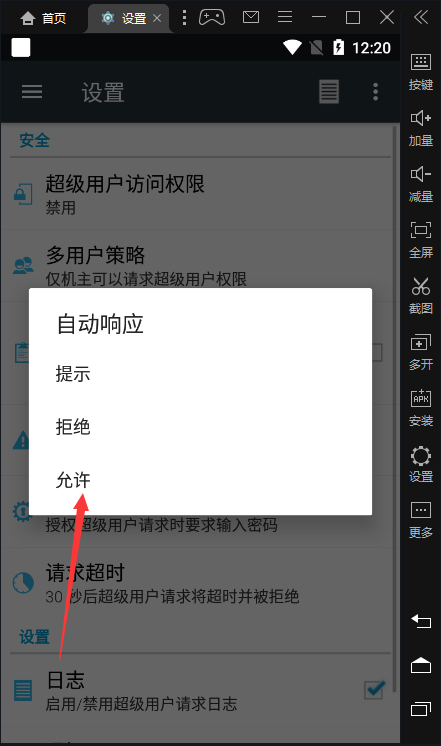 首页
设置
12:20
设置
安全
超级用户访问权限
禁用
多用户策略
仅机主可以请求超级用户权限
自动响应
提示
拒绝
允许
授权超级用户请求时要求输入密码
请求超时
30 秒后超级用户请求将超时并被拒绝
设置
日志
启用/禁用超级用户请求日志
按键
加量
减量
全屏
截图
多开
APK
安装
设置
更多